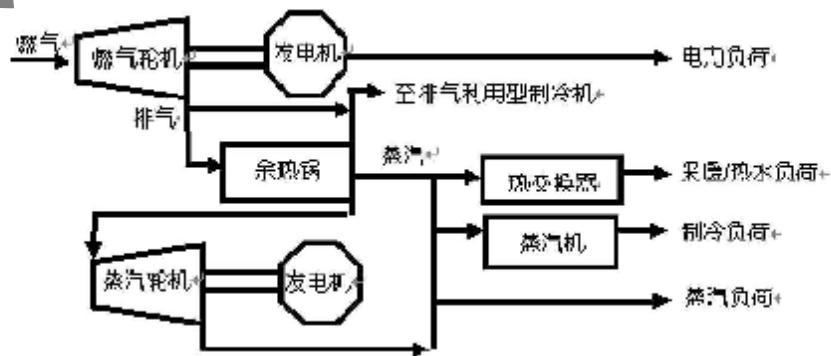 燃气
燃气轮机
发电机
电力负荷
至排气利用型制冷机
排气
余热锅
蒸汽
热变换器
采暖/热水负荷
蒸汽机
制冷负荷
蒸汽轮机
发电机
蒸汽负荷